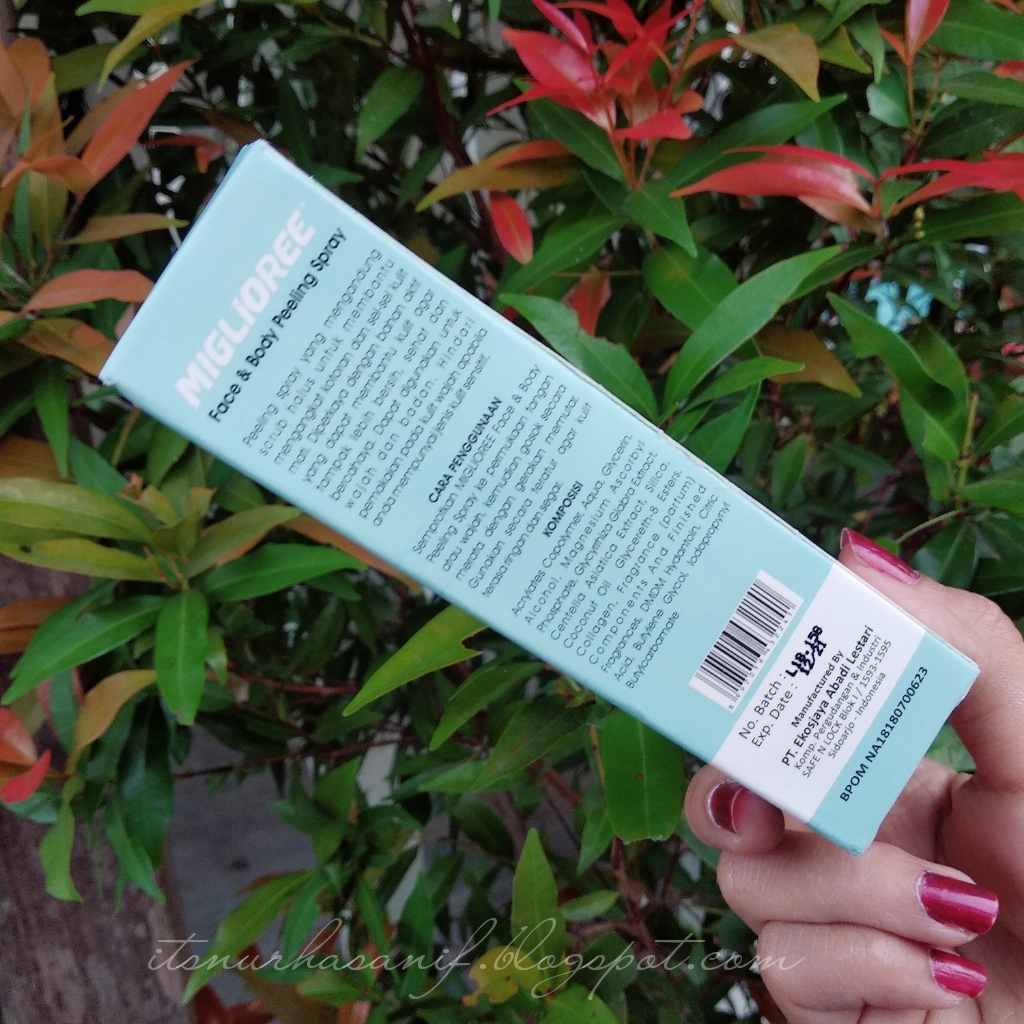 MIGLIOREE™
Face & Body Peeling Spray
Peeling spray yang mengandung
scrub halus untuk membantu
mengangkat kotoran dan sel-sel kulit
mati. Diperkaya dengan bahan aktif
yang dapat membantu kulit agar
tampak lebih bersih, sehat dan
bercahaya. Dapat digunakan untuk
wajah dan badan. Hindari
pemakaian pada kulit wajah apabila
anda mempunyai jenis kulit sensitif.
CARA PENGGUNAAN
Semprotkan MIGLIOREE Face & Body
Peeling Spray ke permukaan tangan
atau wajah, kemudian gosok secara
merata dengan gerakan memutar.
Gunakan secara teratur agar kulit
terasa ringan dan segar.
KOMPOSISI
Acrylates Copolymer, Aqua, Glycerin,
Alcohol, Magnesium Ascorbyl
Phosphate, Glycyrrhiza Glabra Extract,
Centella Asiatica Extract, Silica,
Coconut Oil Glycereth-8 Esters,
Collagen, Fragrance (parfum)
Components And Finished
Fragrances, DMDM Hydantoin, Citric
Acid, Butylene Glycol, Iodopropynyl
Butylcarbamate
No. Batch :
Exp. Date :
Manufactured By
PT. Ekosjaya Abadi Lestari
Komp. Pergudangan & Industri
SAFE N LOCK Blok I / 1593-1595
Sidoarjo - Indonesia
BPOM NA18180700623
itsnurhasanif.blogspot.com